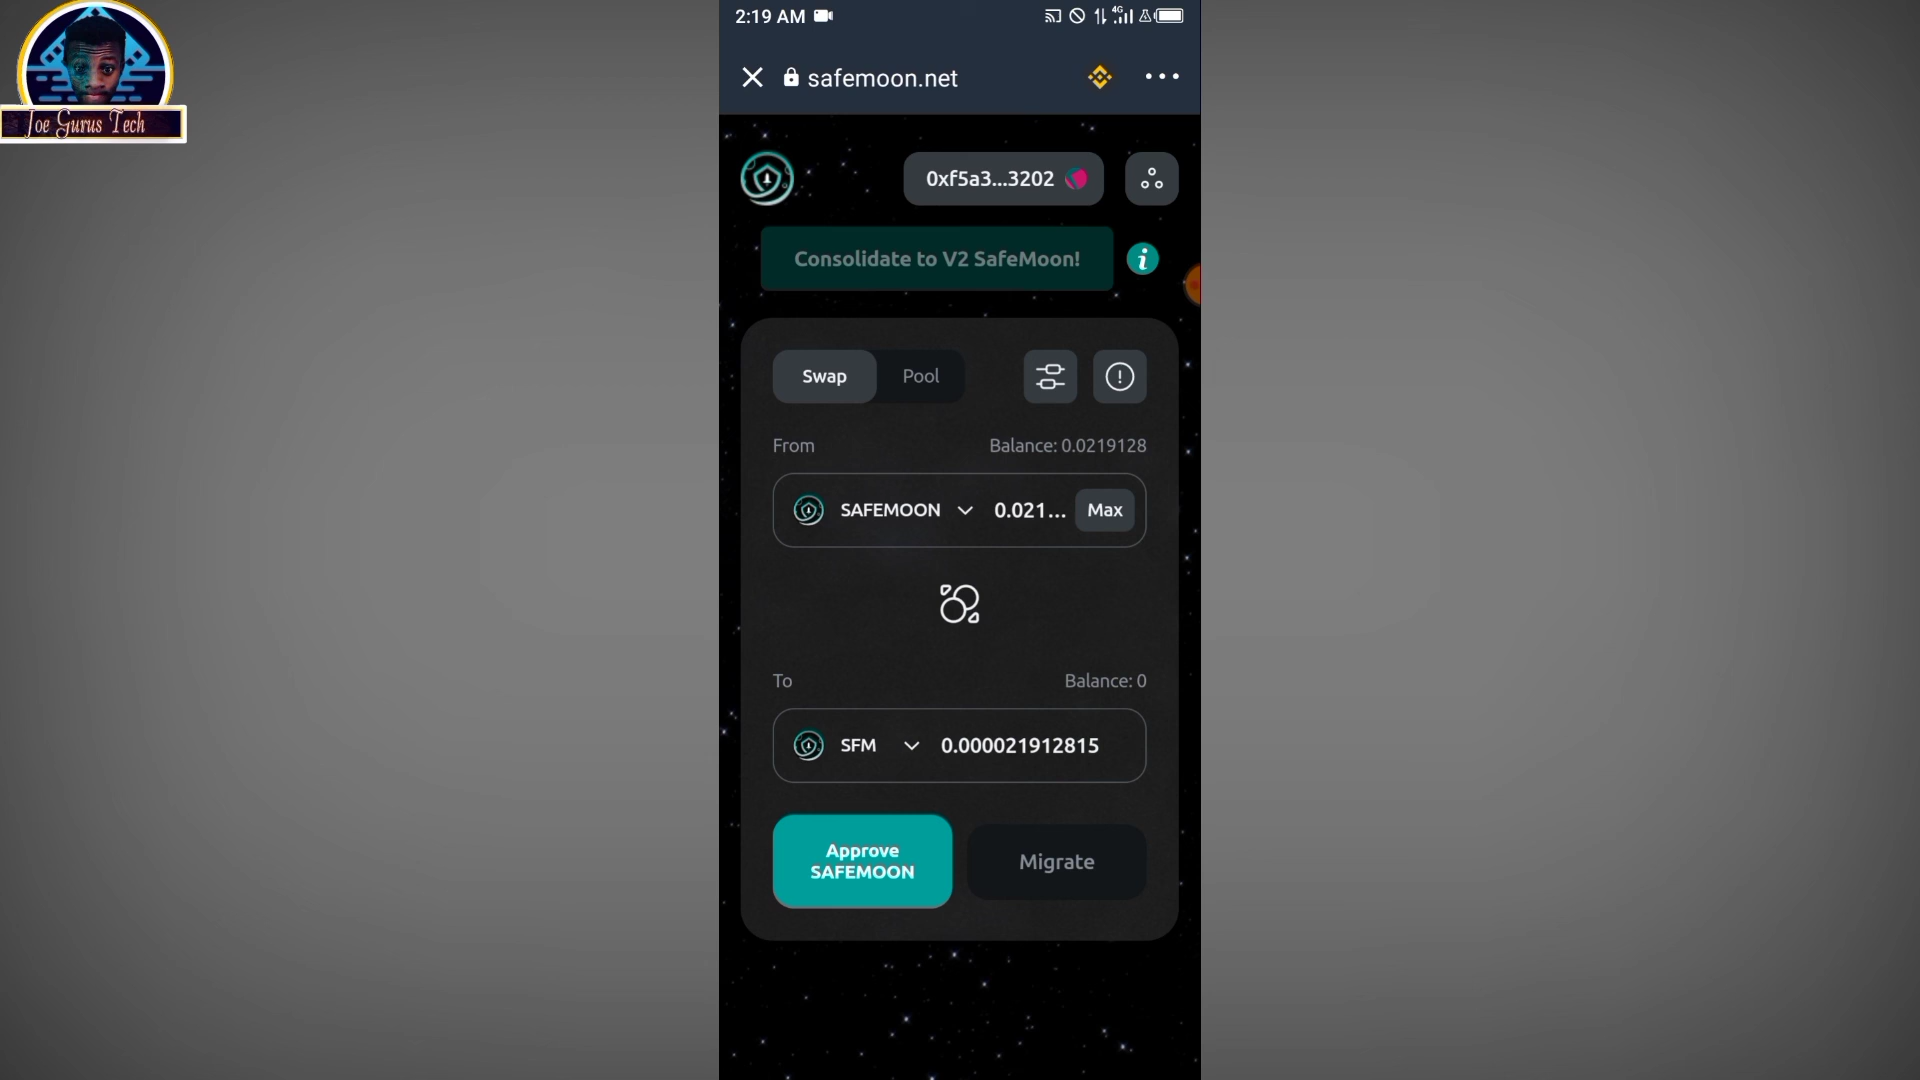 Joe Gurus Tech
2:19 AM
4G
safemoon.net
0xf5a3...3202
Consolidate to V2 SafeMoon!
i
Swap Pool
From Balance: 0.0219128
SAFEMOON 0.021... Max
To Balance: 0
SFM 0.000021912815
Approve
SAFEMOON
Migrate